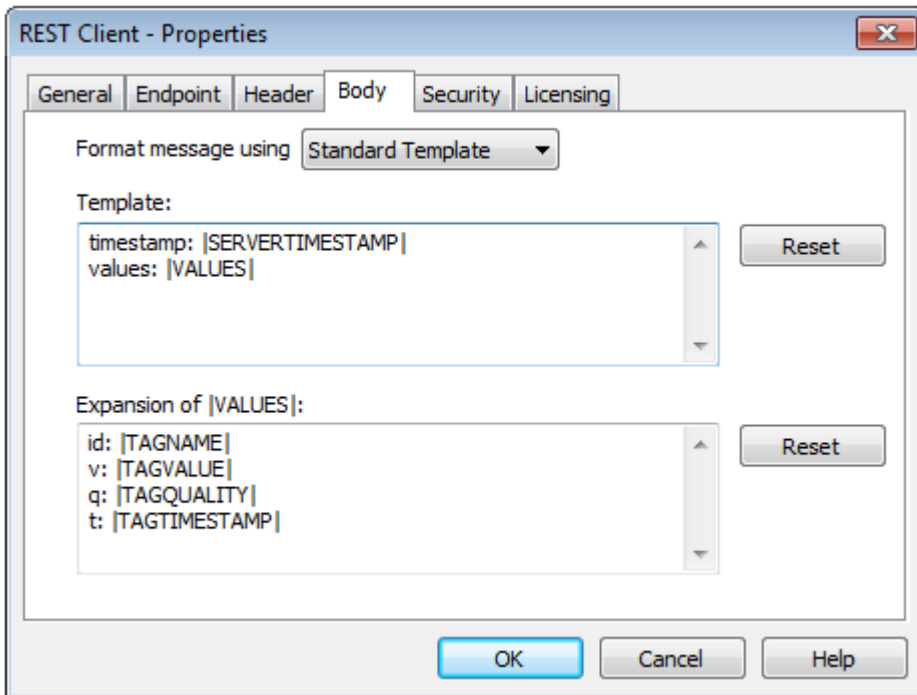 REST Client - Properties
General Endpoint Header Body Security Licensing
Format message using Standard Template
Template:
timestamp: |SERVERTIMESTAMP|
values: |VALUES|
Reset
Expansion of |VALUES|:
id: |TAGNAME|
v: |TAGVALUE|
q: |TAGQUALITY|
t: |TAGTIMESTAMP|
Reset
OK Cancel Help